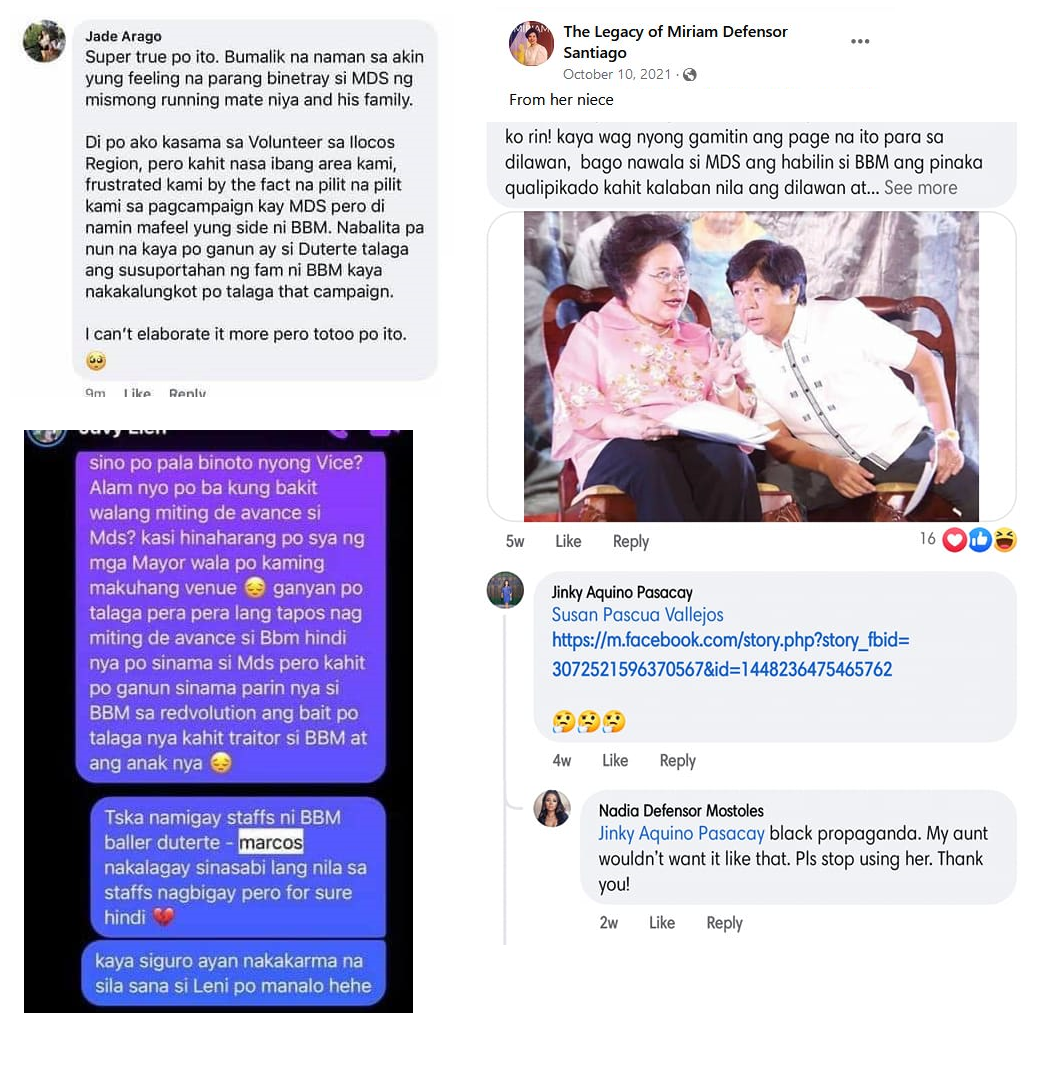 Jade Arago
Super true po ito. Bumalik na naman sa akin
yung feeling na parang binetray si MDS ng
mismong running mate niya and his family.
Di po ako kasama sa Volunteer sa Ilocos
Region, pero kahit nasa ibang area kami,
frustrated kami by the fact na pilit na pilit
kami sa pagcampaign kay MDS pero di
namin mafeel yung side ni BBM. Nabalita pa
nun na kaya po ganun ay si Duterte talaga
ang susuportahan ng fam ni BBM kaya
nakakalungkot po talaga that campaign.
I can't elaborate it more pero totoo po ito.
🥺
9m Like Reply
sino po pala binoto nyong Vice?
Alam nyo po ba kung bakit
walang miting de avance si
Mds? kasi hinaharang po sya ng
mga Mayor wala po kaming
makuhang venue 😔 ganyan po
talaga pera pera lang tapos nag
miting de avance si Bbm hindi
nya po sinama si Mds pero kahit
po ganun sinama parin nya si
BBM sa redvolution ang bait po
talaga nya kahit traitor si BBM at
ang anak nya 😔
Tska namigay staffs ni BBM
baller duterte - marcos
nakalagay sinasabi lang nila sa
staffs nagbigay pero for sure
hindi 💔
kaya siguro ayan nakakarma na
sila sana si Leni po manalo hehe
The Legacy of Miriam Defensor
Santiago
October 10, 2021 ·
From her niece
ko rin! kaya wag nyong gamitin ang page na ito para sa
dilawan, bago nawala si MDS ang habilin si BBM ang pinaka
qualipikado kahit kalaban nila ang dilawan at... See more
5w Like Reply 16
Jinky Aquino Pasacay
Susan Pascua Vallejos
https://m.facebook.com/story.php?story_fbid=
3072521596370567&id=1448236475465762
4w Like Reply
Nadia Defensor Mostoles
Jinky Aquino Pasacay black propaganda. My aunt
wouldn't want it like that. Pls stop using her. Thank
you!
2w Like Reply